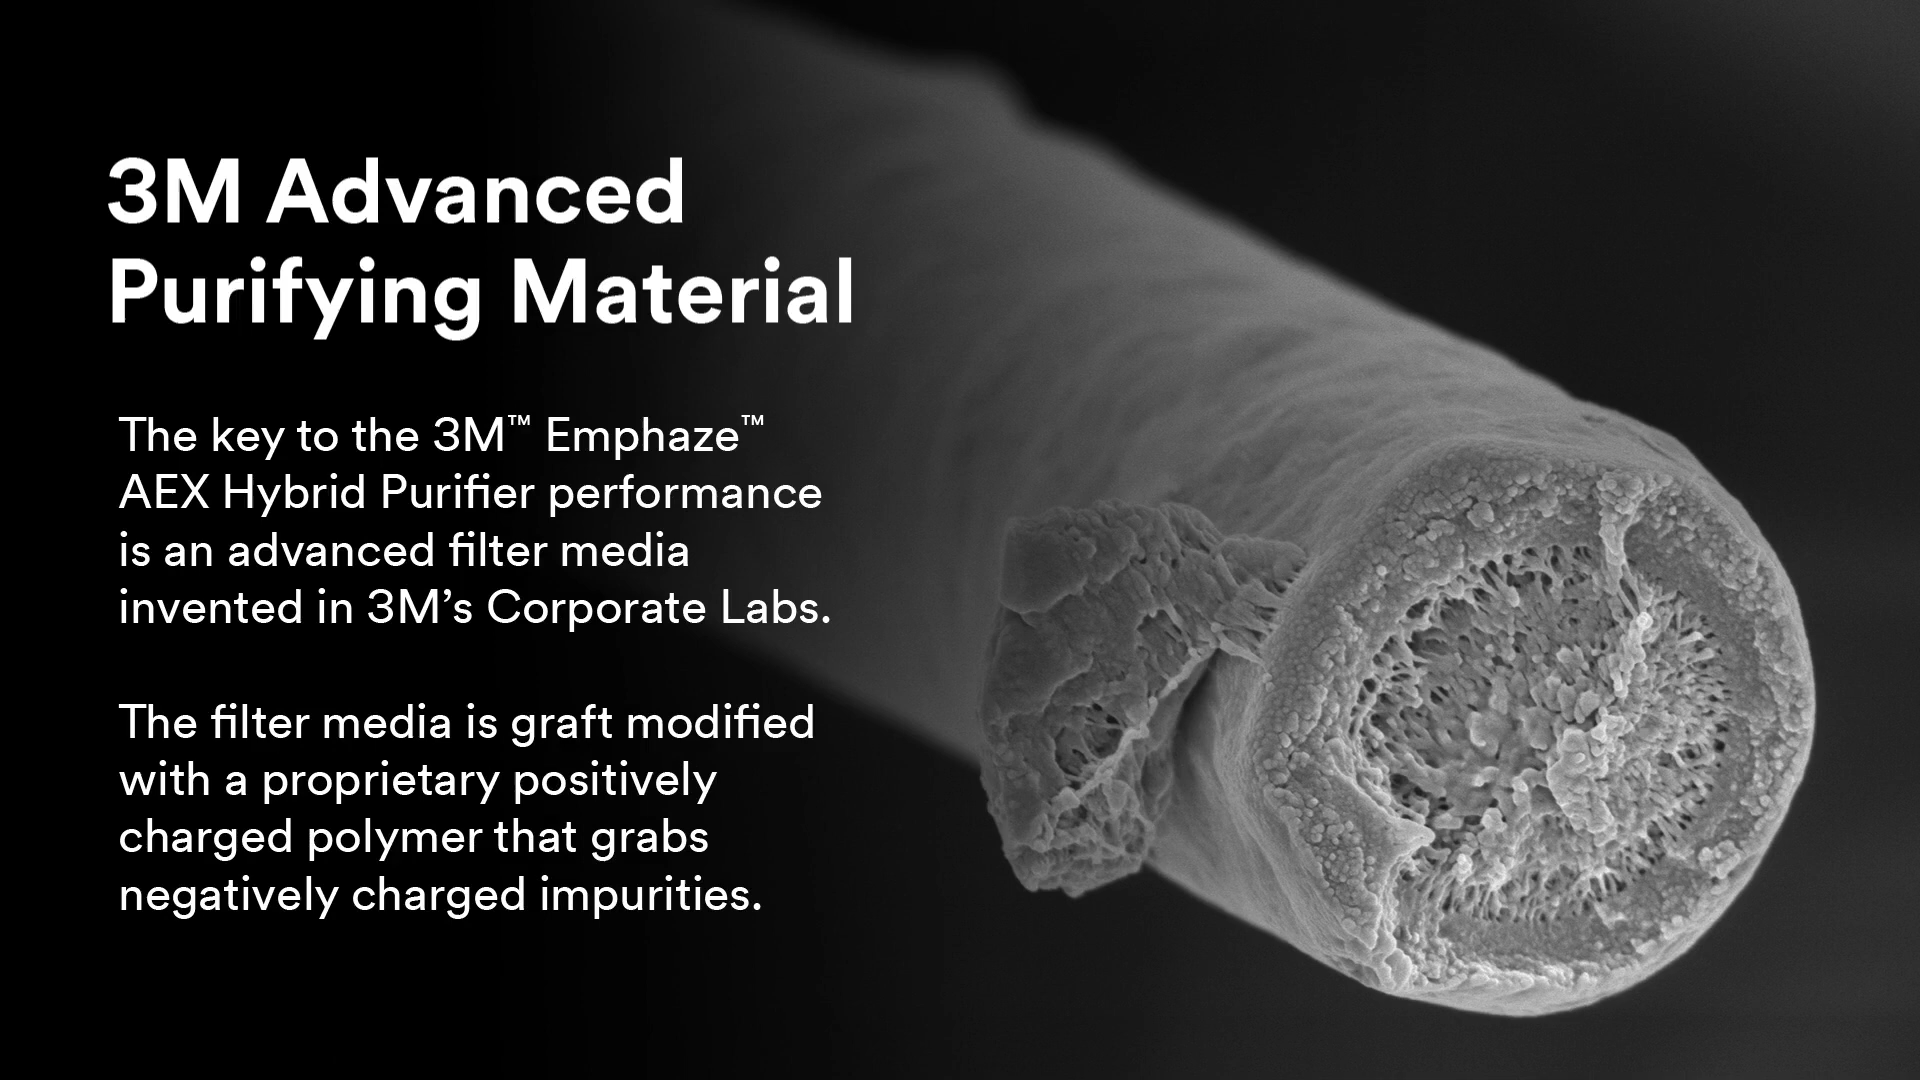 3M Advanced
Purifying Material
The key to the 3M™ Emphaze™
AEX Hybrid Purifier performance
is an advanced filter media
invented in 3M’s Corporate Labs.
The filter media is graft modified
with a proprietary positively
charged polymer that grabs
negatively charged impurities.